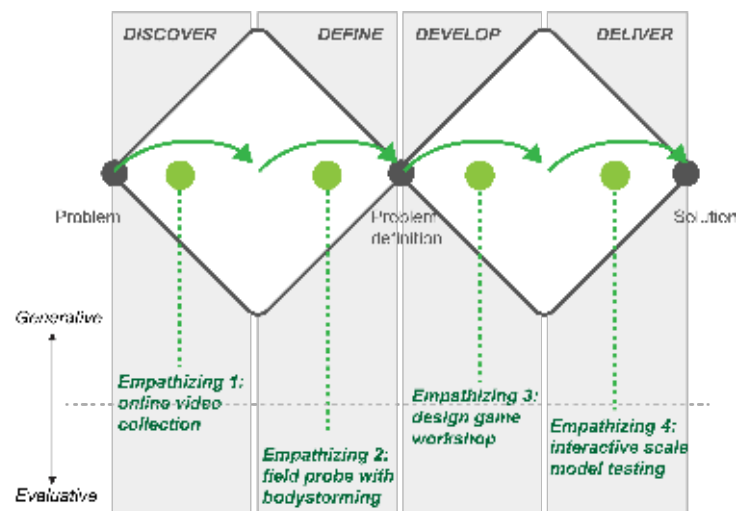 DISCOVER
DEFINE
DEVELOP
DELIVER
Problem
Problem
definition
Solution
Generative
Empathizing 1:
online video
collection
Empathizing 2:
field probe with
bodystorming
Empathizing 3:
design game
workshop
Empathizing 4:
interactive scale
model testing
Evaluative